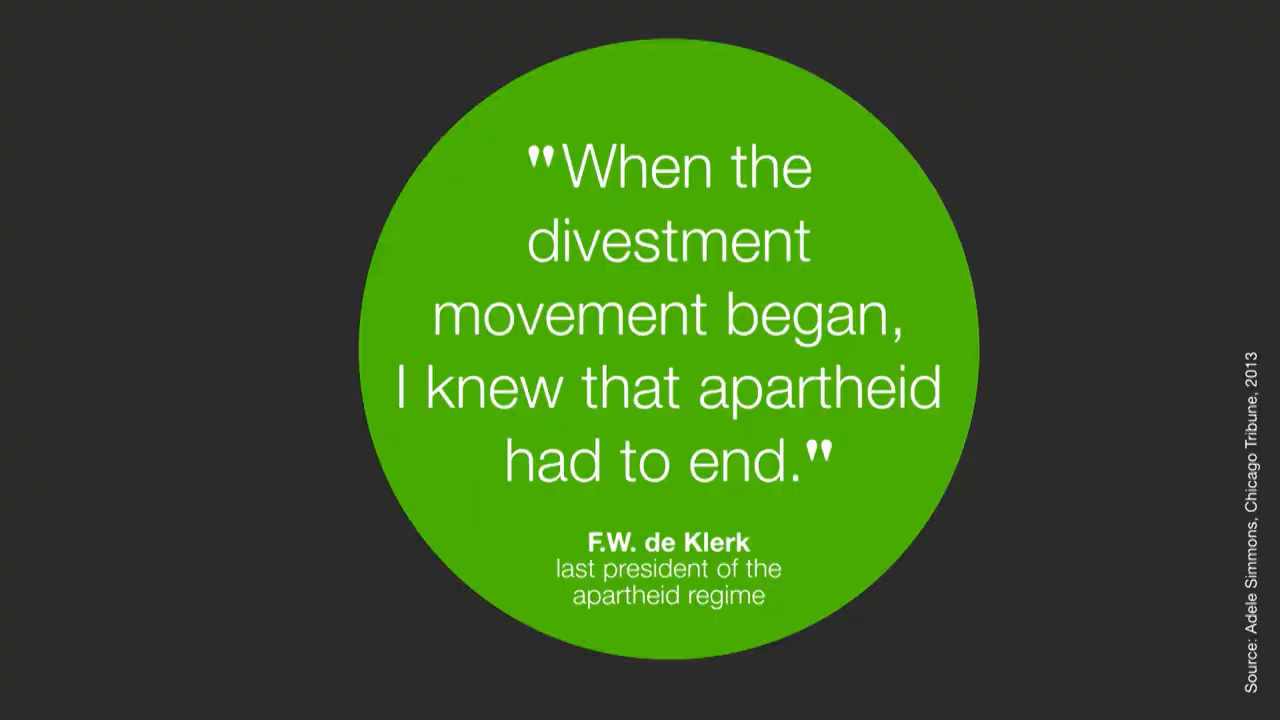 "When the
divestment
movement began,
I knew that apartheid
had to end."
F.W. de Klerk
last president of the
apartheid regime
Source: Adele Simmons, Chicago Tribune, 2013